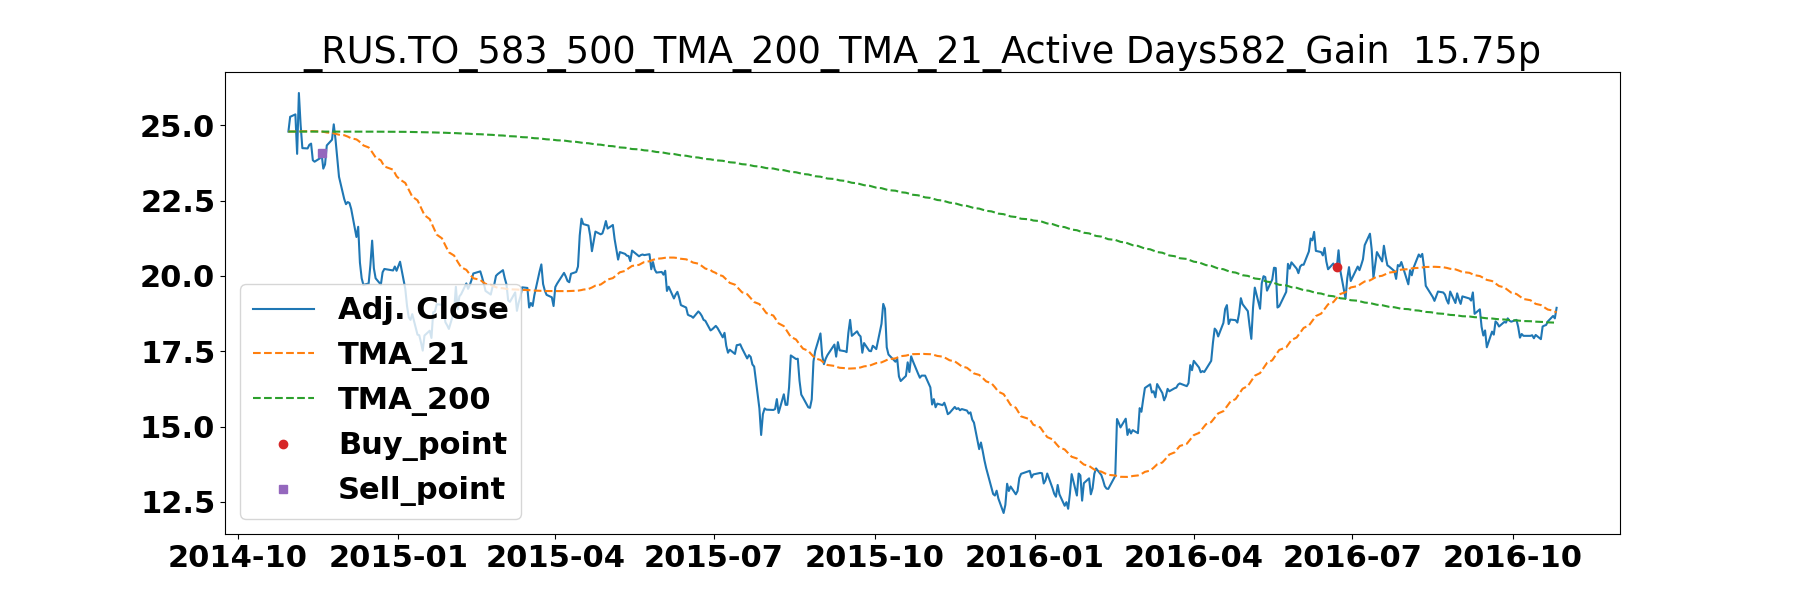 _RUS.TO_583_500_TMA_200_TMA_21_Active Days582_Gain  15.75p
25.0
22.5
20.0
17.5
15.0
12.5
Adj. Close
TMA_21
TMA_200
Buy_point
Sell_point
2014-10 2015-01 2015-04 2015-07 2015-10 2016-01 2016-04 2016-07 2016-10